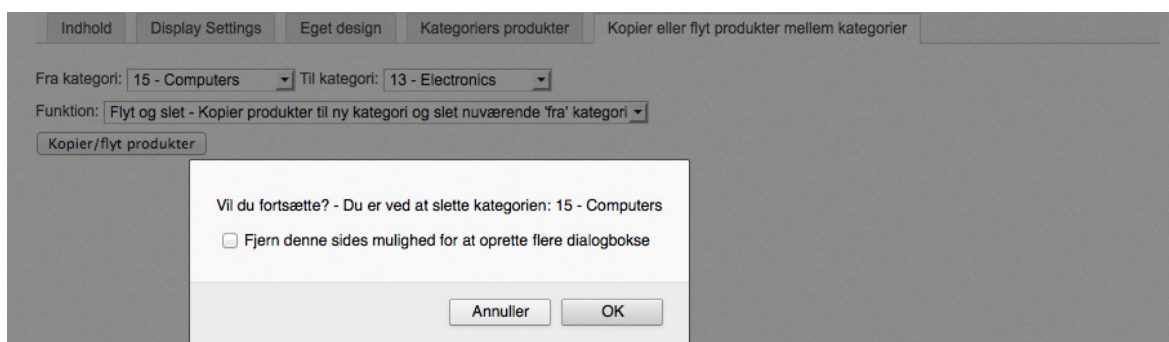 Indhold Display Settings Eget design Kategoriers produkter Kopier eller flyt produkter mellem kategorier
Fra kategori: 15 - Computers Til kategori: 13 - Electronics
Funktion: Flyt og slet - Kopier produkter til ny kategori og slet nuværende 'fra' kategori
Kopier/flyt produkter
Vil du fortsætte? - Du er ved at slette kategorien: 15 - Computers
Fjern denne sides mulighed for at oprette flere dialogbokse
Annuller OK